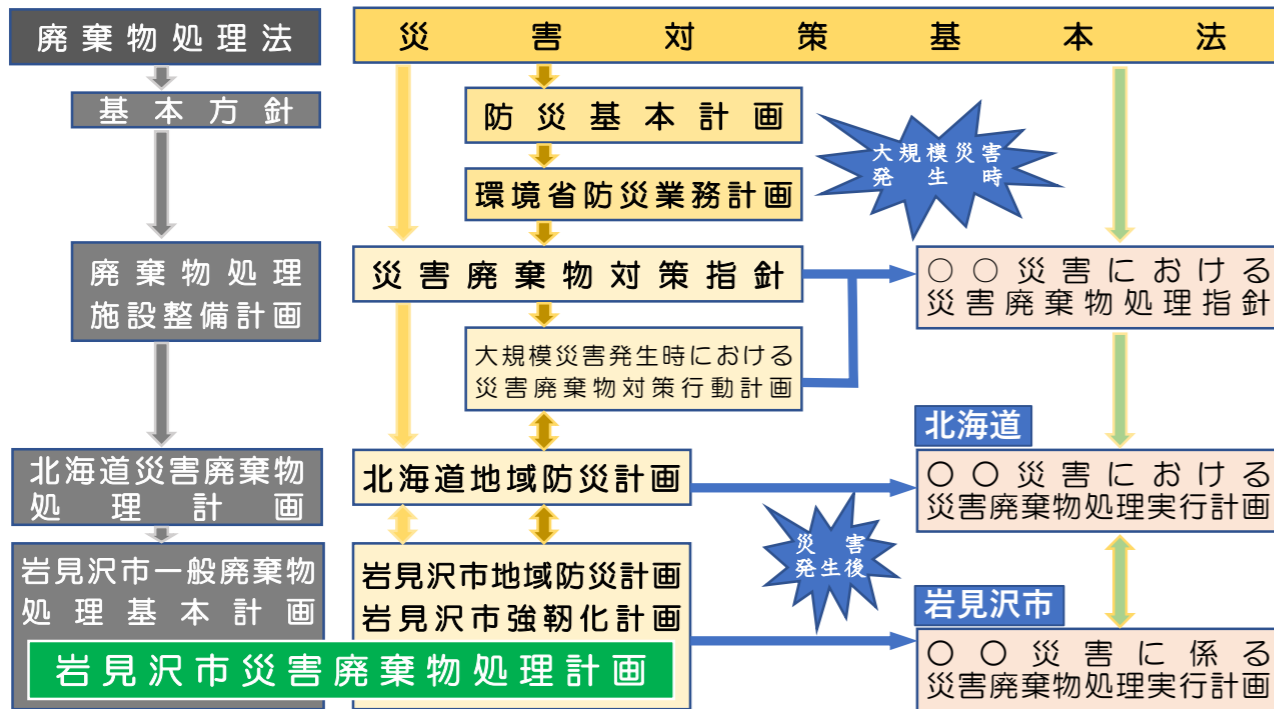 廃棄物処理法
災害対策基本法
基本方針
防災基本計画
大規模災害
発生時
環境省防災業務計画
廃棄物処理
施設整備計画
災害廃棄物対策指針
○○災害における
災害廃棄物処理指針
大規模災害発生時における
災害廃棄物対策行動計画
北海道
北海道災害廃棄物
処理計画
北海道地域防災計画
〇〇災害における
災害廃棄物処理実行計画
災害
発生後
岩見沢市一般廃棄物
処理基本計画
岩見沢市地域防災計画
岩見沢市強靭化計画
岩見沢市
〇〇災害に係る
災害廃棄物処理実行計画
岩見沢市災害廃棄物処理計画